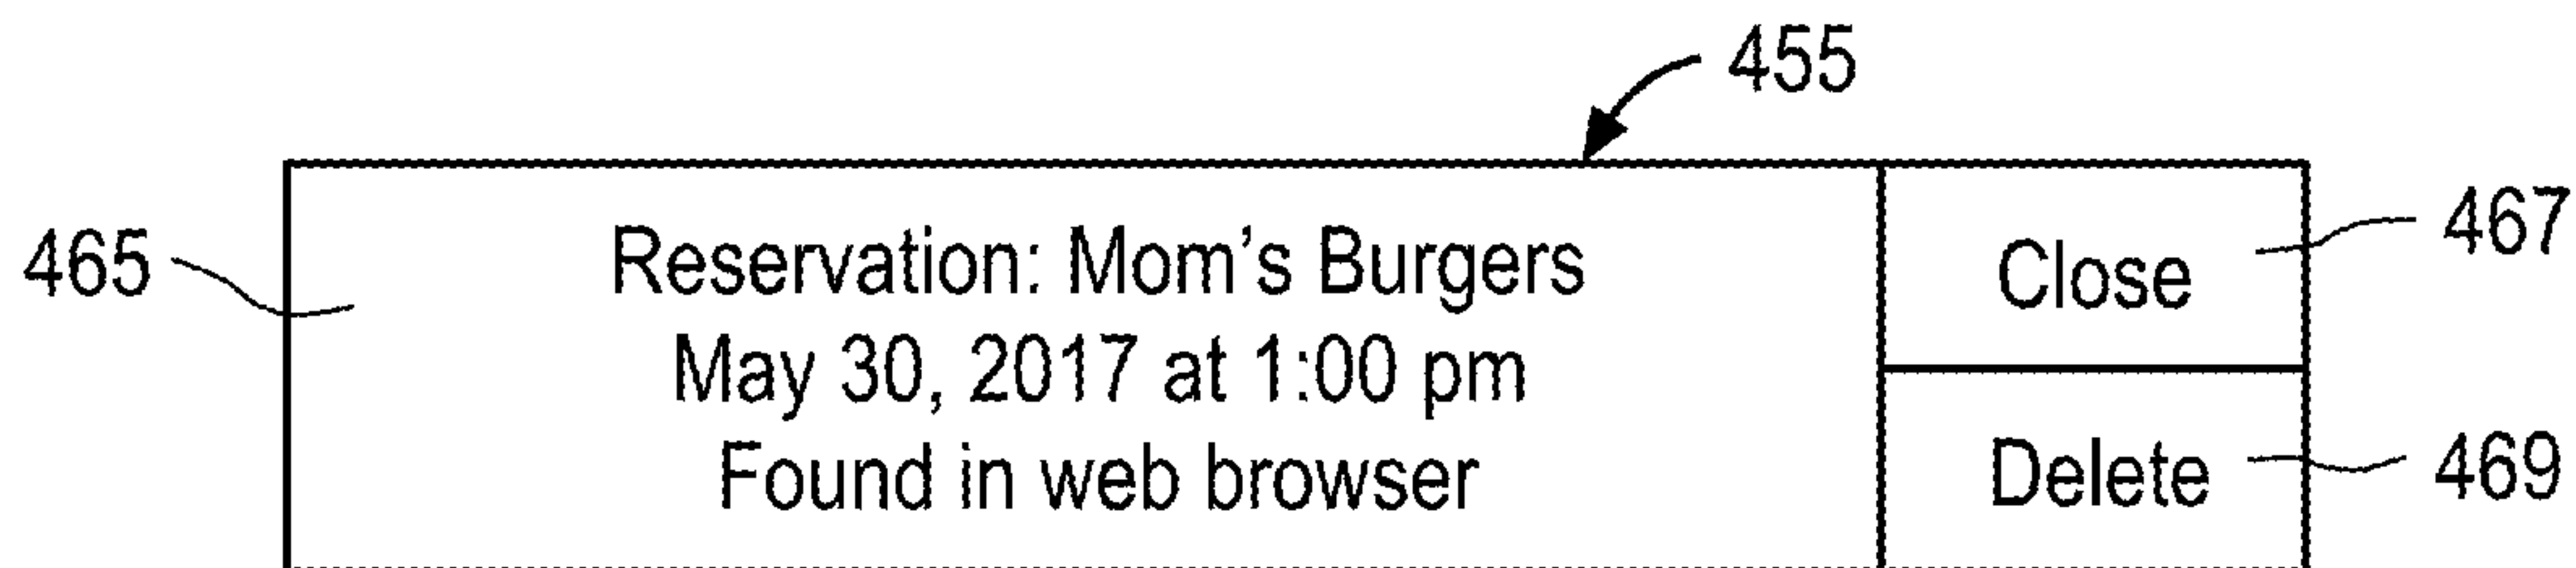 455
465
Reservation: Mom's Burgers
May 30, 2017 at 1:00 pm
Found in web browser
Close
467
Delete
469